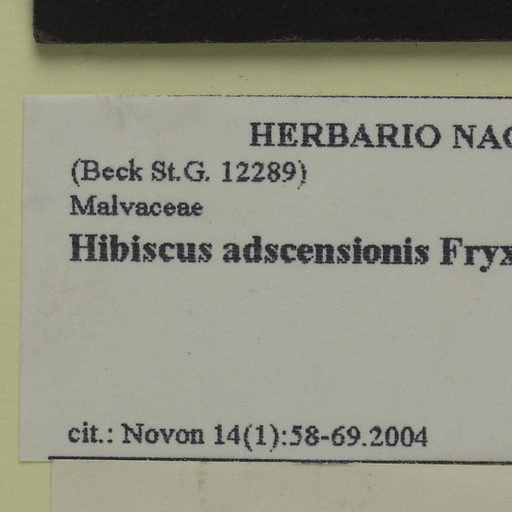 HERBARIO NAC
(Beck St.G. 12289)
Malvaceae
Hibiscus adscensionis Fryx
cit.: Novon 14(1):58-69.2004